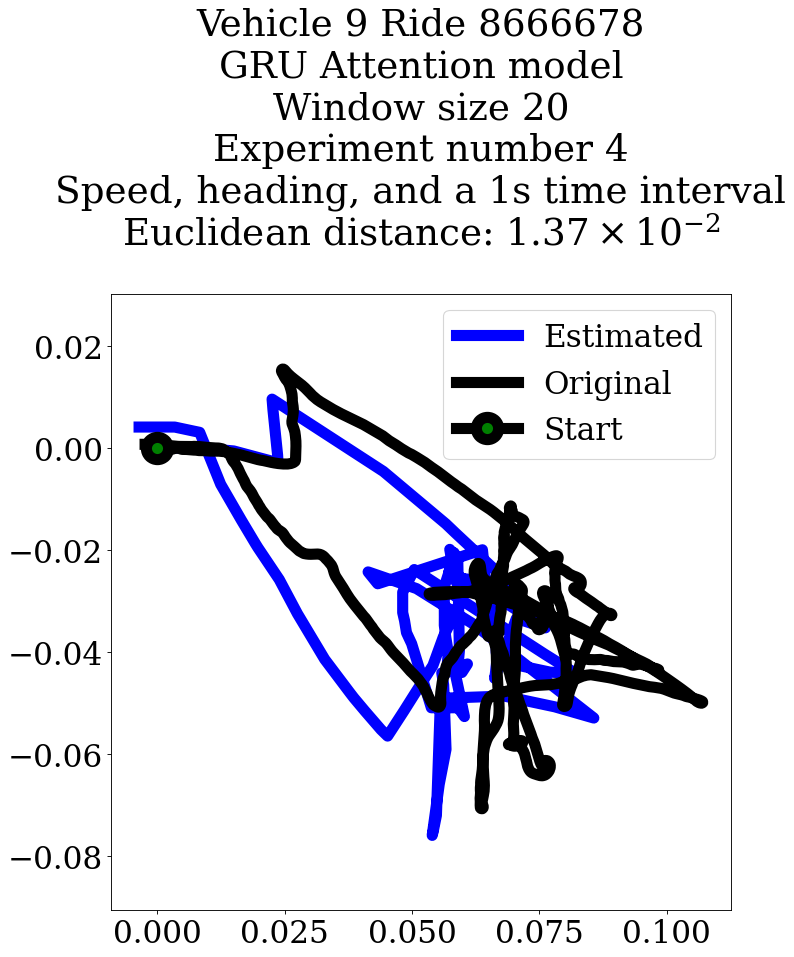 Vehicle 9 Ride 8666678
GRU Attention model
Window size 20
Experiment number 4
Speed, heading, and a 1s time interval
Euclidean distance: 1.37 × 10⁻²
Estimated
Original
Start
0.02
0.00
−0.02
−0.04
−0.06
−0.08
0.000 0.025 0.050 0.075 0.100